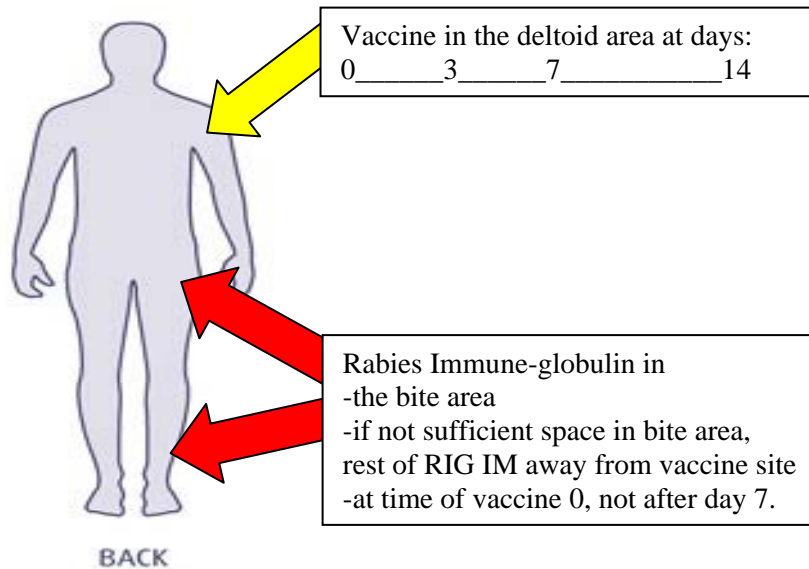 Vaccine in the deltoid area at days:
0______3______7___________14
Rabies Immune-globulin in
-the bite area
-if not sufficient space in bite area,
rest of RIG IM away from vaccine site
-at time of vaccine 0, not after day 7.
BACK